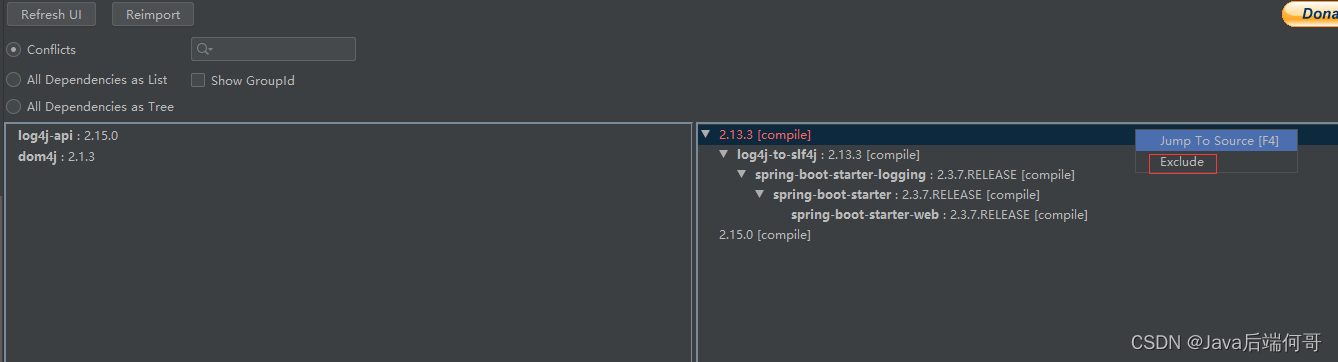 Refresh UI Reimport Dona
Conflicts
All Dependencies as List Show GroupId
All Dependencies as Tree
log4j-api : 2.15.0
dom4j : 2.1.3
2.13.3 [compile]
log4j-to-slf4j : 2.13.3 [compile]
spring-boot-starter-logging : 2.3.7.RELEASE [compile]
spring-boot-starter : 2.3.7.RELEASE [compile]
spring-boot-starter-web : 2.3.7.RELEASE [compile]
2.15.0 [compile]
Jump To Source [F4]
Exclude
CSDN @Java后端何哥